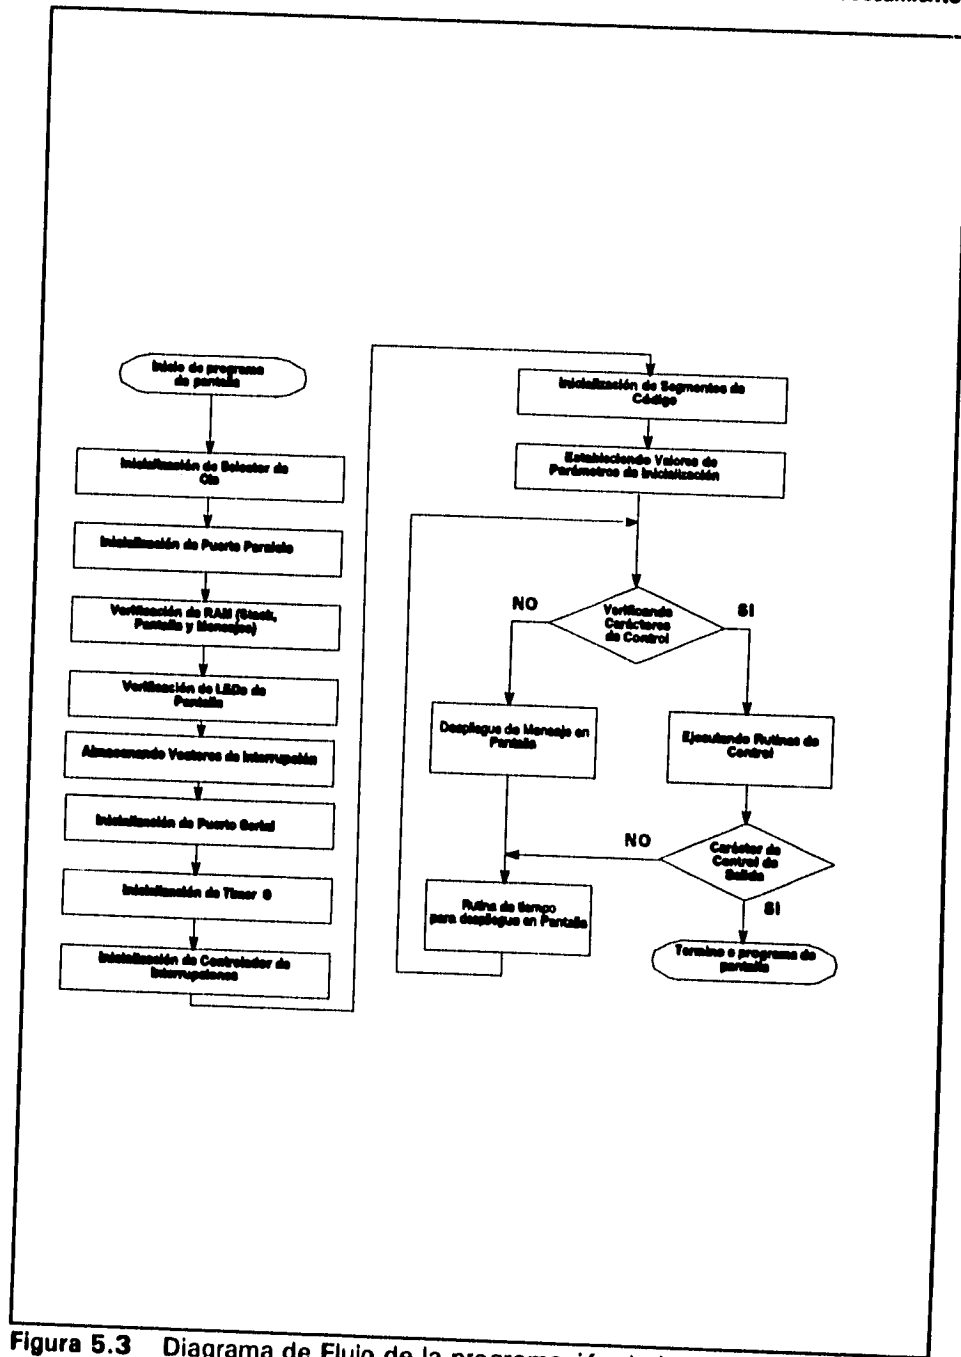 Inicio de programa
de pantalla
Inicialización de Selector de
Cis
Inicialización de Puerto Paralelo
Verificación de RAM (Stack,
Pantalla y Mensajes)
Verificación de LEDs de
Pantalla
Almacenando Vectores de Interrupción
Inicialización de Puerto Serial
Inicialización de Timer 0
Inicialización de Controlador de
Interrupciones
Inicialización de Segmentos de
Código
Estableciendo Valores de
Parámetros de Inicialización
NO
Verificando
Carácteres
de Control
SI
Despliegue de Mensaje en
Pantalla
Ejecutando Rutinas de
Control
NO
Carácter de
Control de
Salida
SI
Rutina de tiempo
para despliegue en Pantalla
Termino e programa de
pantalla
Figura 5.3 Diagrama de Flujo de la